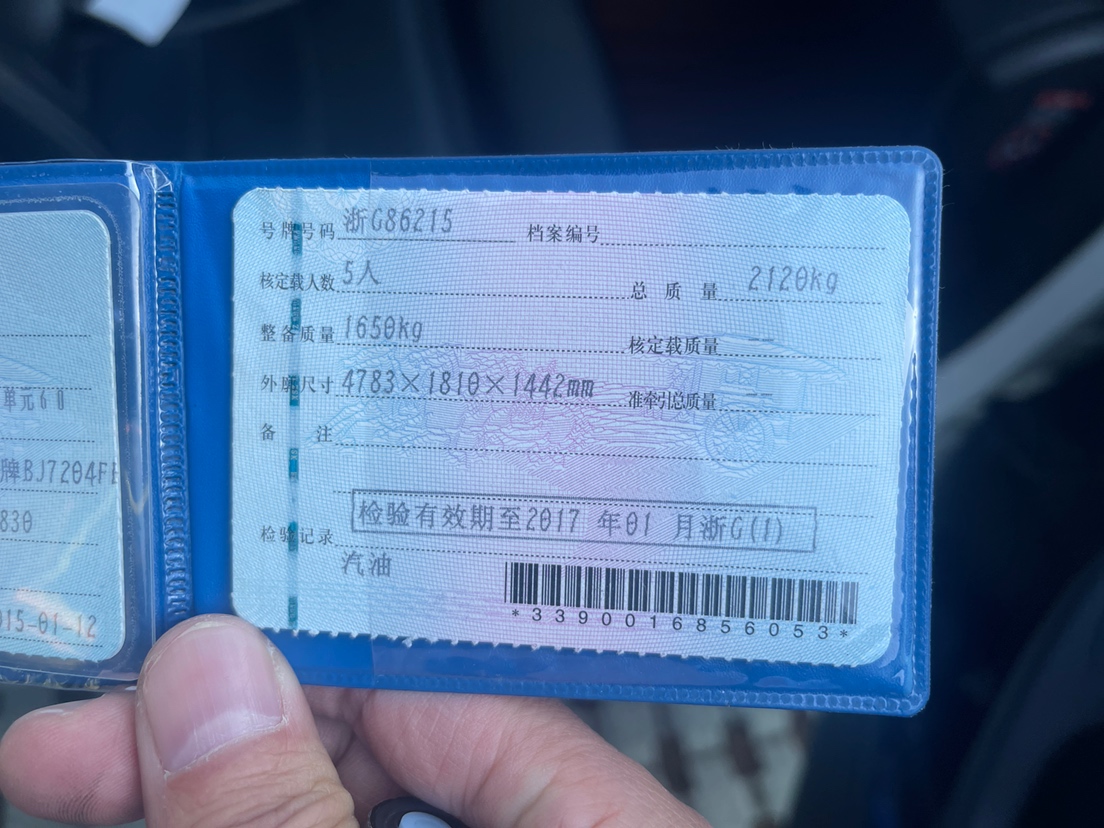 单元60
牌BJ7204FE
830
015-01-12
号牌号码 浙G86215 档案编号
核定载人数 5人 总质量 2120kg
整备质量 1650kg 核定载质量 --
外廓尺寸 4783×1810×1442mm 准牵引总质量 --
备注
检验记录 检验有效期至2017 年01 月浙G(1)
汽油
*3390016856053*